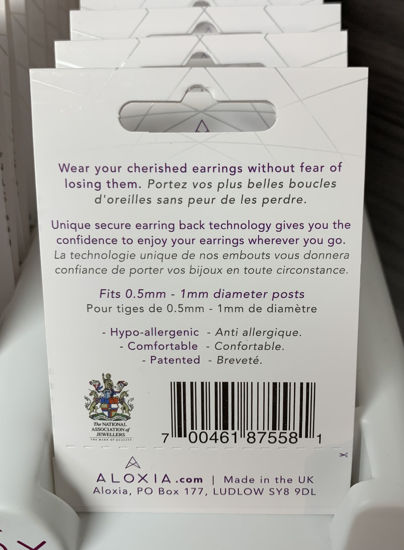 Wear your cherished earrings without fear of
losing them. Portez vos plus belles boucles
d'oreilles sans peur de les perdre.
Unique secure earring back technology gives you the
confidence to enjoy your earrings wherever you go.
La technologie unique de nos embouts vous donnera
confiance de porter vos bijoux en toute circonstance.
Fits 0.5mm - 1mm diameter posts
Pour tiges de 0.5mm - 1mm de diamètre
- Hypo-allergenic - Anti allergique.
- Comfortable - Confortable.
- Patented - Breveté.
The NATIONAL
ASSOCIATION of
JEWELLERS
THE MARK OF QUALITY
7 00461 87558 1
ALOXIA.com | Made in the UK
Aloxia, PO Box 177, LUDLOW SY8 9DL